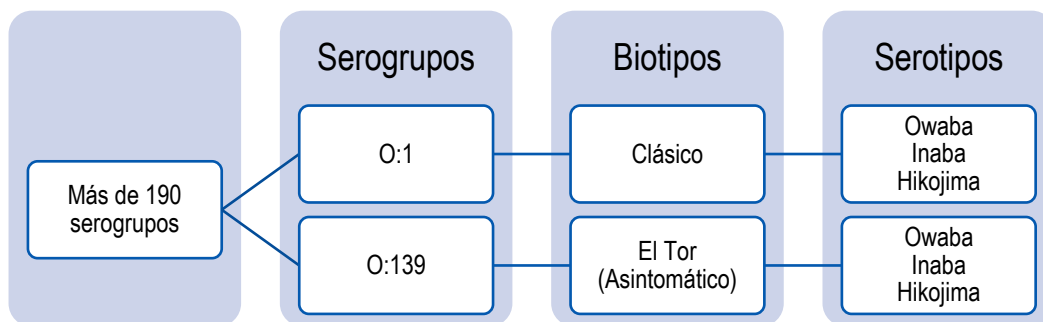 Serogrupos
Biotipos
Serotipos
Más de 190
serogrupos
O:1
Clásico
Owaba
Inaba
Hikojima
O:139
El Tor
(Asintomático)
Owaba
Inaba
Hikojima